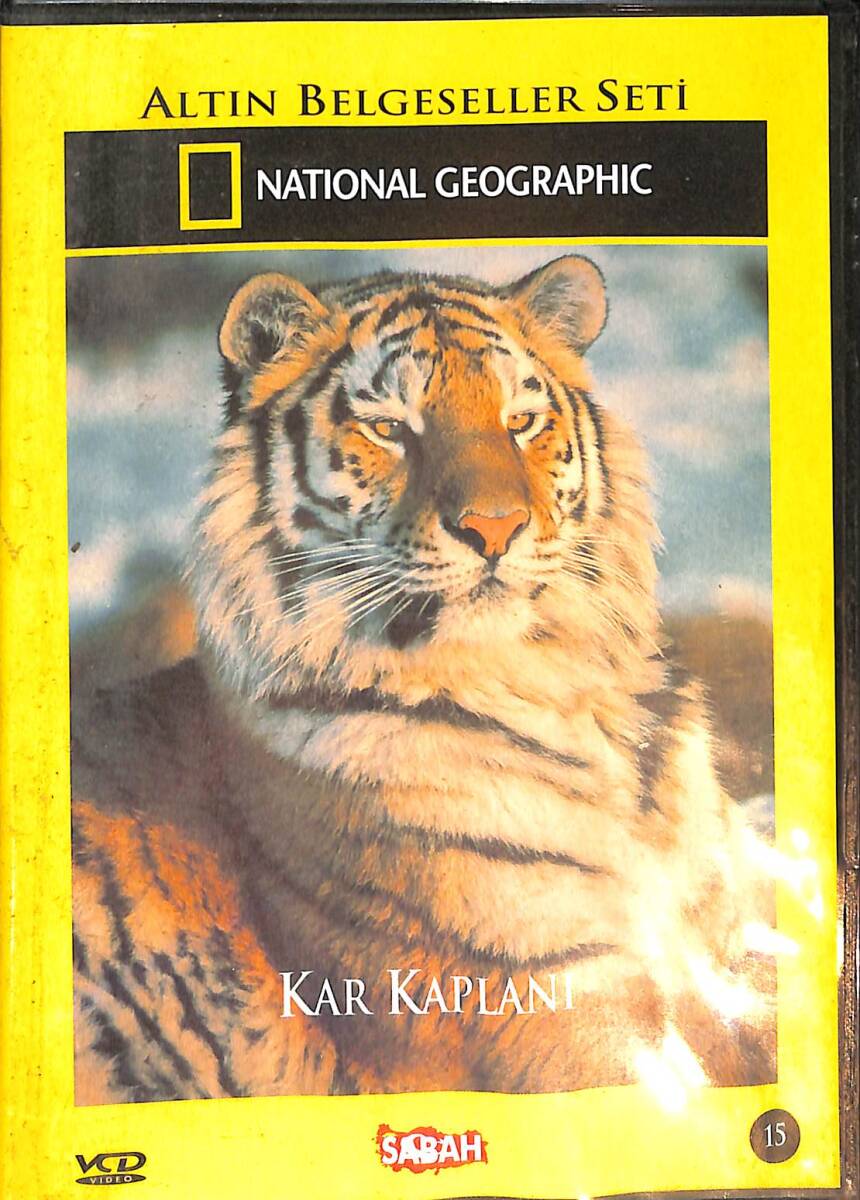 ALTIN BELGESELLER SETİ
NATIONAL GEOGRAPHIC
KAR KAPLANI
SABAH
15
VCD
VIDEO